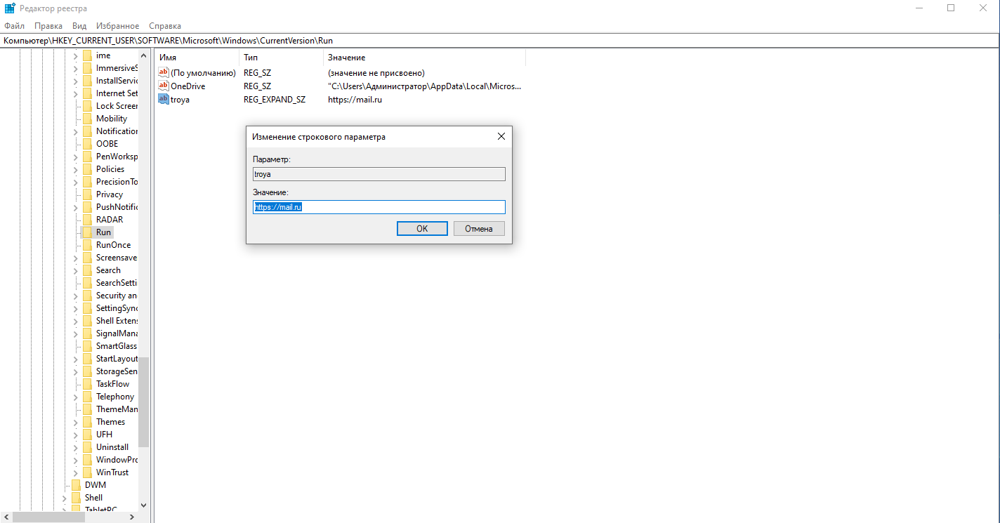 Редактор реестра
Файл Правка Вид Избранное Справка
Компьютер\HKEY_CURRENT_USER\SOFTWARE\Microsoft\Windows\CurrentVersion\Run
ime
ImmersiveS
InstallServic
Internet Set
Lock Screer
Mobility
Notification
OOBE
PenWorksp
Policies
PrecisionTo
Privacy
PushNotific
RADAR
Run
RunOnce
Screensave
Search
SearchSetti
Security an
SettingSync
Shell Extens
SignalMana
SmartGlass
StartLayout
StorageSen
TaskFlow
Telephony
ThemeMan
Themes
UFH
Uninstall
WindowPro
WinTrust
DWM
Shell
TabletPC
Имя Тип Значение
(По умолчанию) REG_SZ (значение не присвоено)
OneDrive REG_SZ "C:\Users\Администратор\AppData\Local\Micros...
troya REG_EXPAND_SZ https://mail.ru
Изменение строкового параметра
Параметр:
troya
Значение:
https://mail.ru
OK Отмена